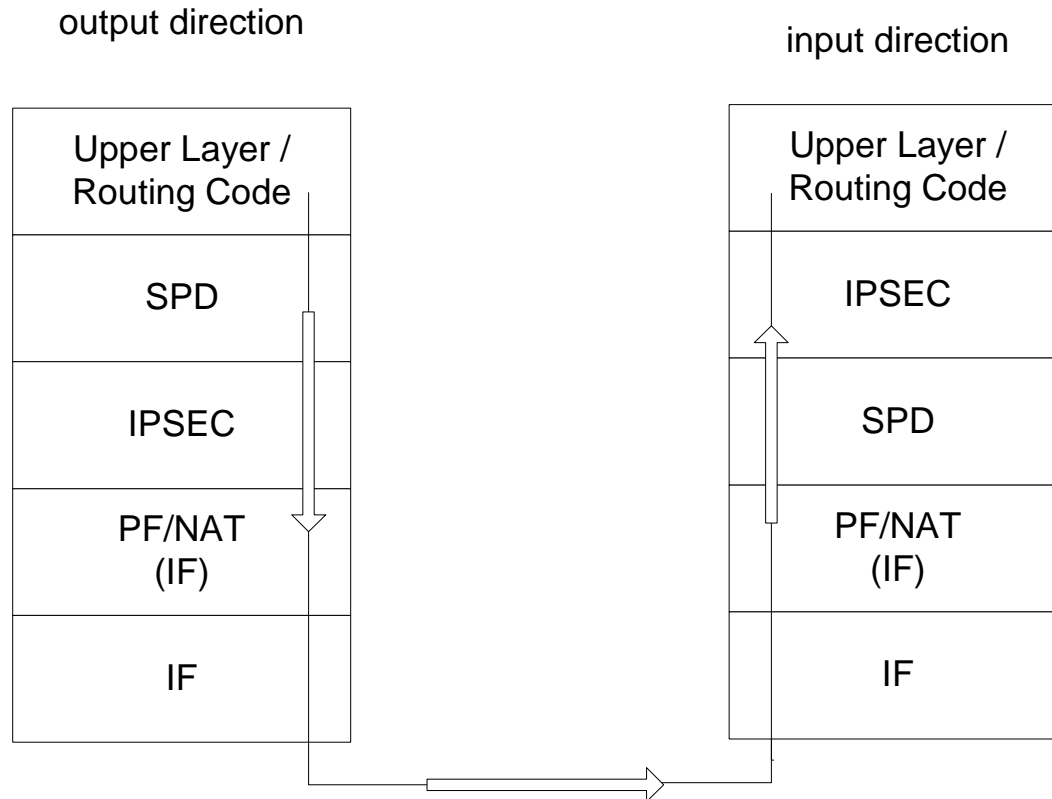 output direction
input direction
Upper Layer /
Routing Code
SPD
IPSEC
PF/NAT
(IF)
IF
Upper Layer /
Routing Code
IPSEC
SPD
PF/NAT
(IF)
IF